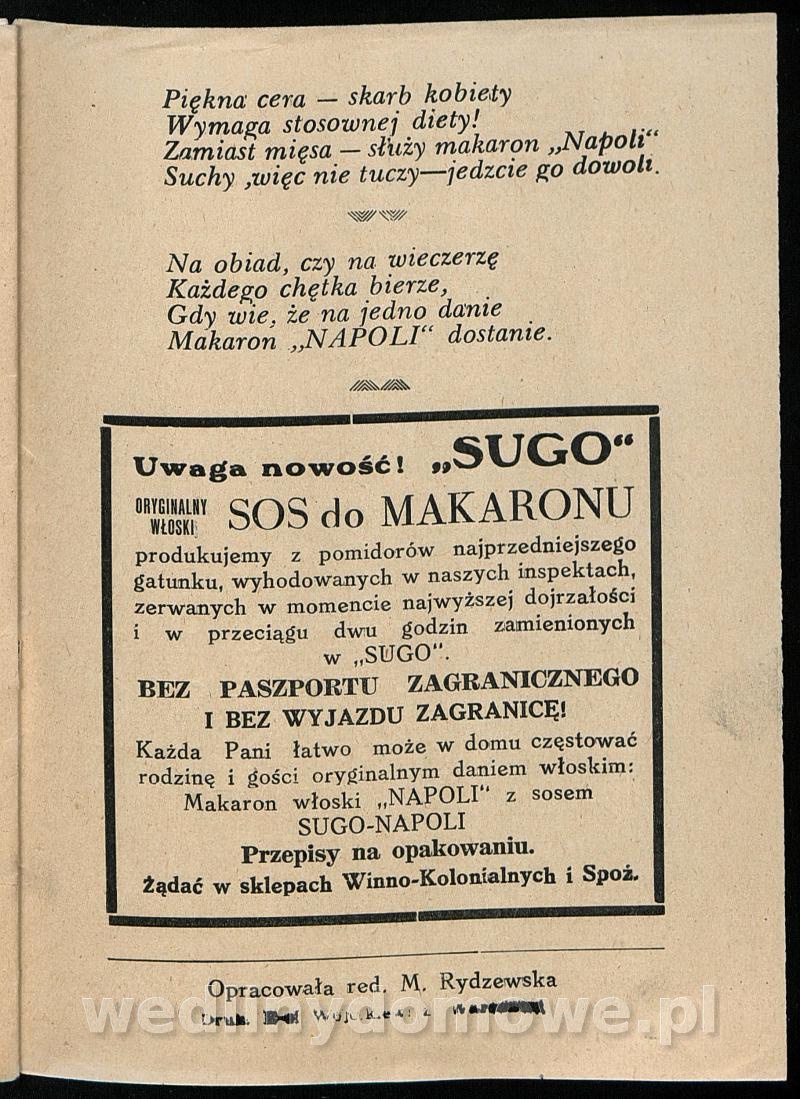 Piękna cera — skarb kobiety
Wymaga stosownej diety!
Zamiast mięsa — służy makaron „Napoli“
Suchy ,więc nie tuczy—jedzcie go dowoli.
Na obiad, czy na wieczerzę
Każdego chętka bierze,
Gdy wie, że na jedno danie
Makaron „NAPOLI“ dostanie.
Uwaga nowość! „SUGO“
ORYGINALNY WŁOSKI SOS do MAKARONU
produkujemy z pomidorów najprzedniejszego
gatunku, wyhodowanych w naszych inspektach,
zerwanych w momencie najwyższej dojrzałości
i w przeciągu dwu godzin zamienionych
w „SUGO“.
BEZ PASZPORTU ZAGRANICZNEGO
I BEZ WYJAZDU ZAGRANICĘ!
Każda Pani łatwo może w domu częstować
rodzinę i gości oryginalnym daniem włoskim:
Makaron włoski „NAPOLI“ z sosem
SUGO-NAPOLI
Przepisy na opakowaniu.
Żądać w sklepach Winno-Kolonialnych i Spoż.
Opracowała red. M. Rydzewska
Druk.
wedlinydomowe.pl